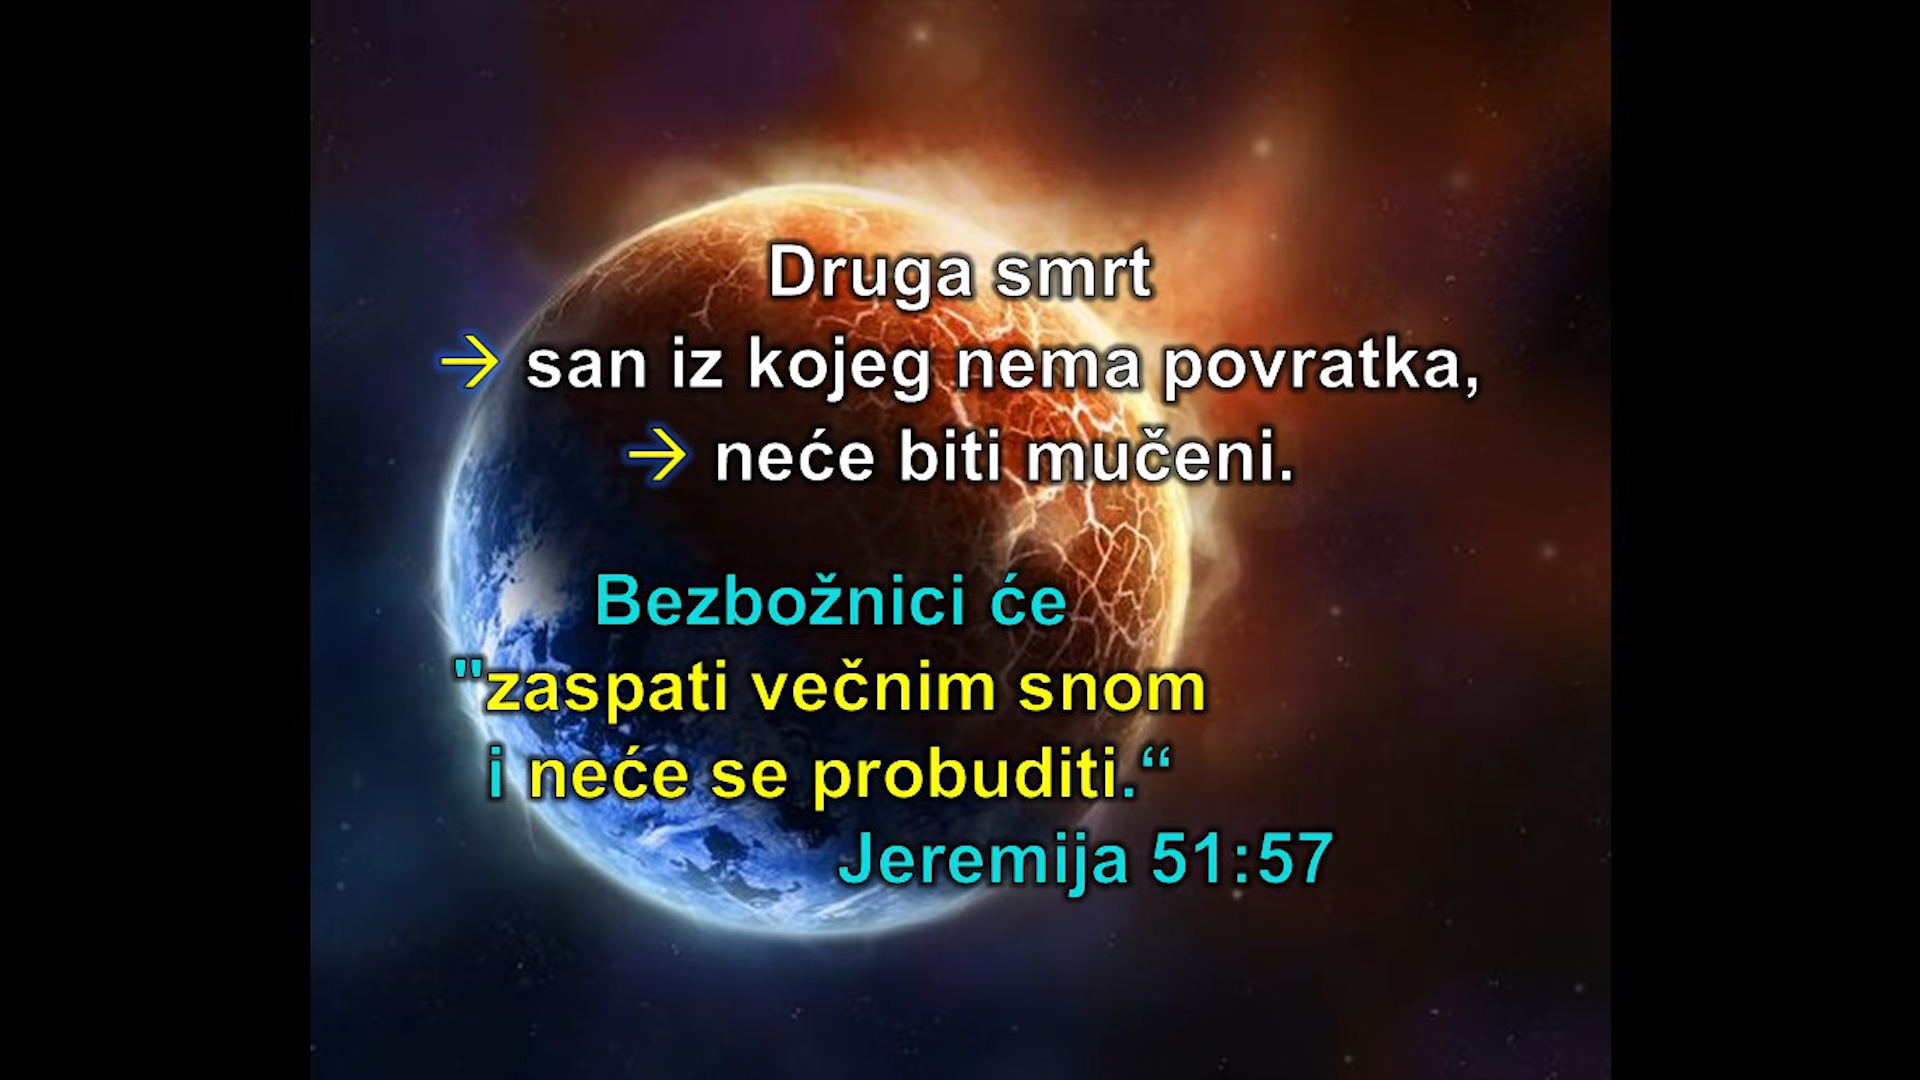 Druga smrt
→ san iz kojeg nema povratka,
→ neće biti mučeni.
Bezbožnici će
"zaspati večnim snom
i neće se probuditi.“
Jeremija 51:57